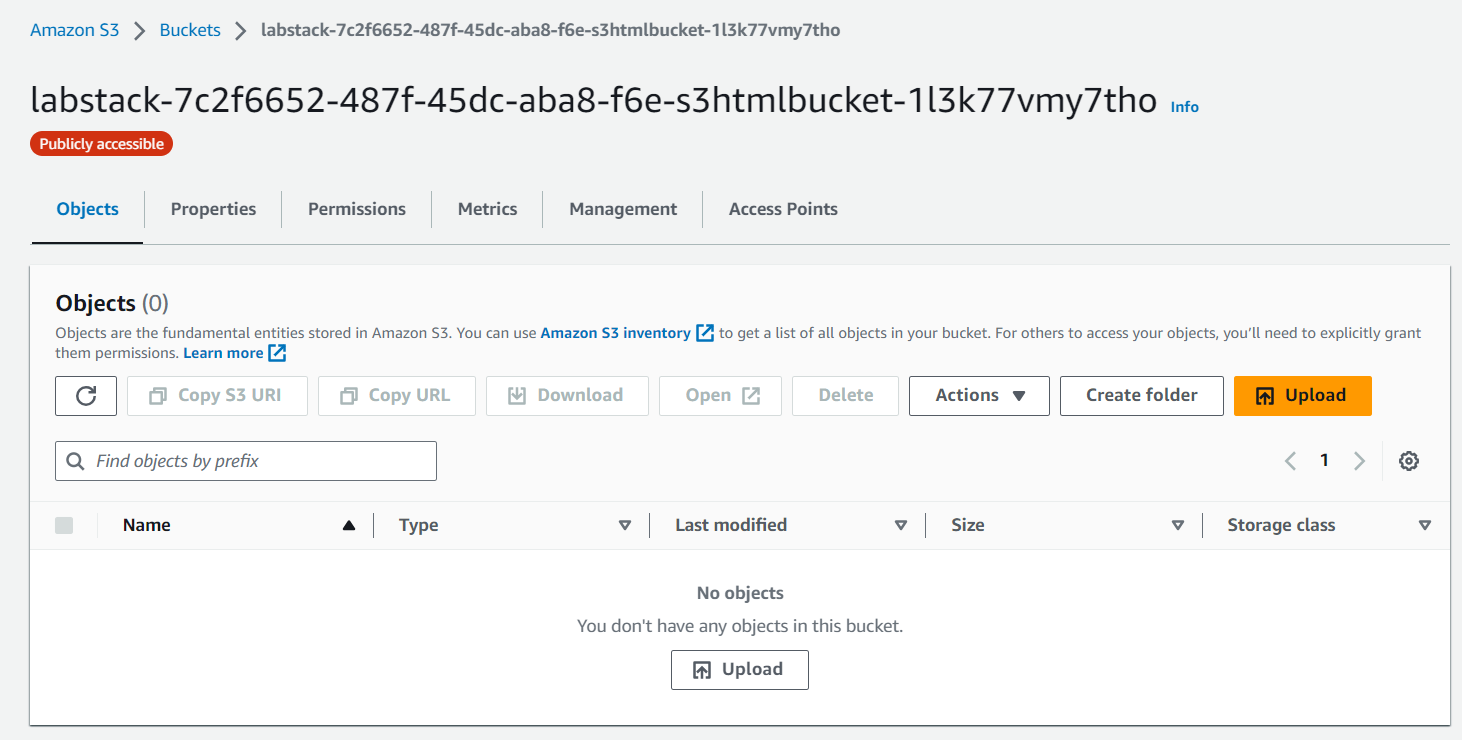 Amazon S3 > Buckets > labstack-7c2f6652-487f-45dc-aba8-f6e-s3htmlbucket-1l3k77vmy7tho
labstack-7c2f6652-487f-45dc-aba8-f6e-s3htmlbucket-1l3k77vmy7tho Info
Publicly accessible
Objects Properties Permissions Metrics Management Access Points
Objects (0)
Objects are the fundamental entities stored in Amazon S3. You can use Amazon S3 inventory to get a list of all objects in your bucket. For others to access your objects, you’ll need to explicitly grant
them permissions. Learn more
Copy S3 URI Copy URL Download Open Delete Actions Create folder Upload
Find objects by prefix 1
Name Type Last modified Size Storage class
No objects
You don't have any objects in this bucket.
Upload